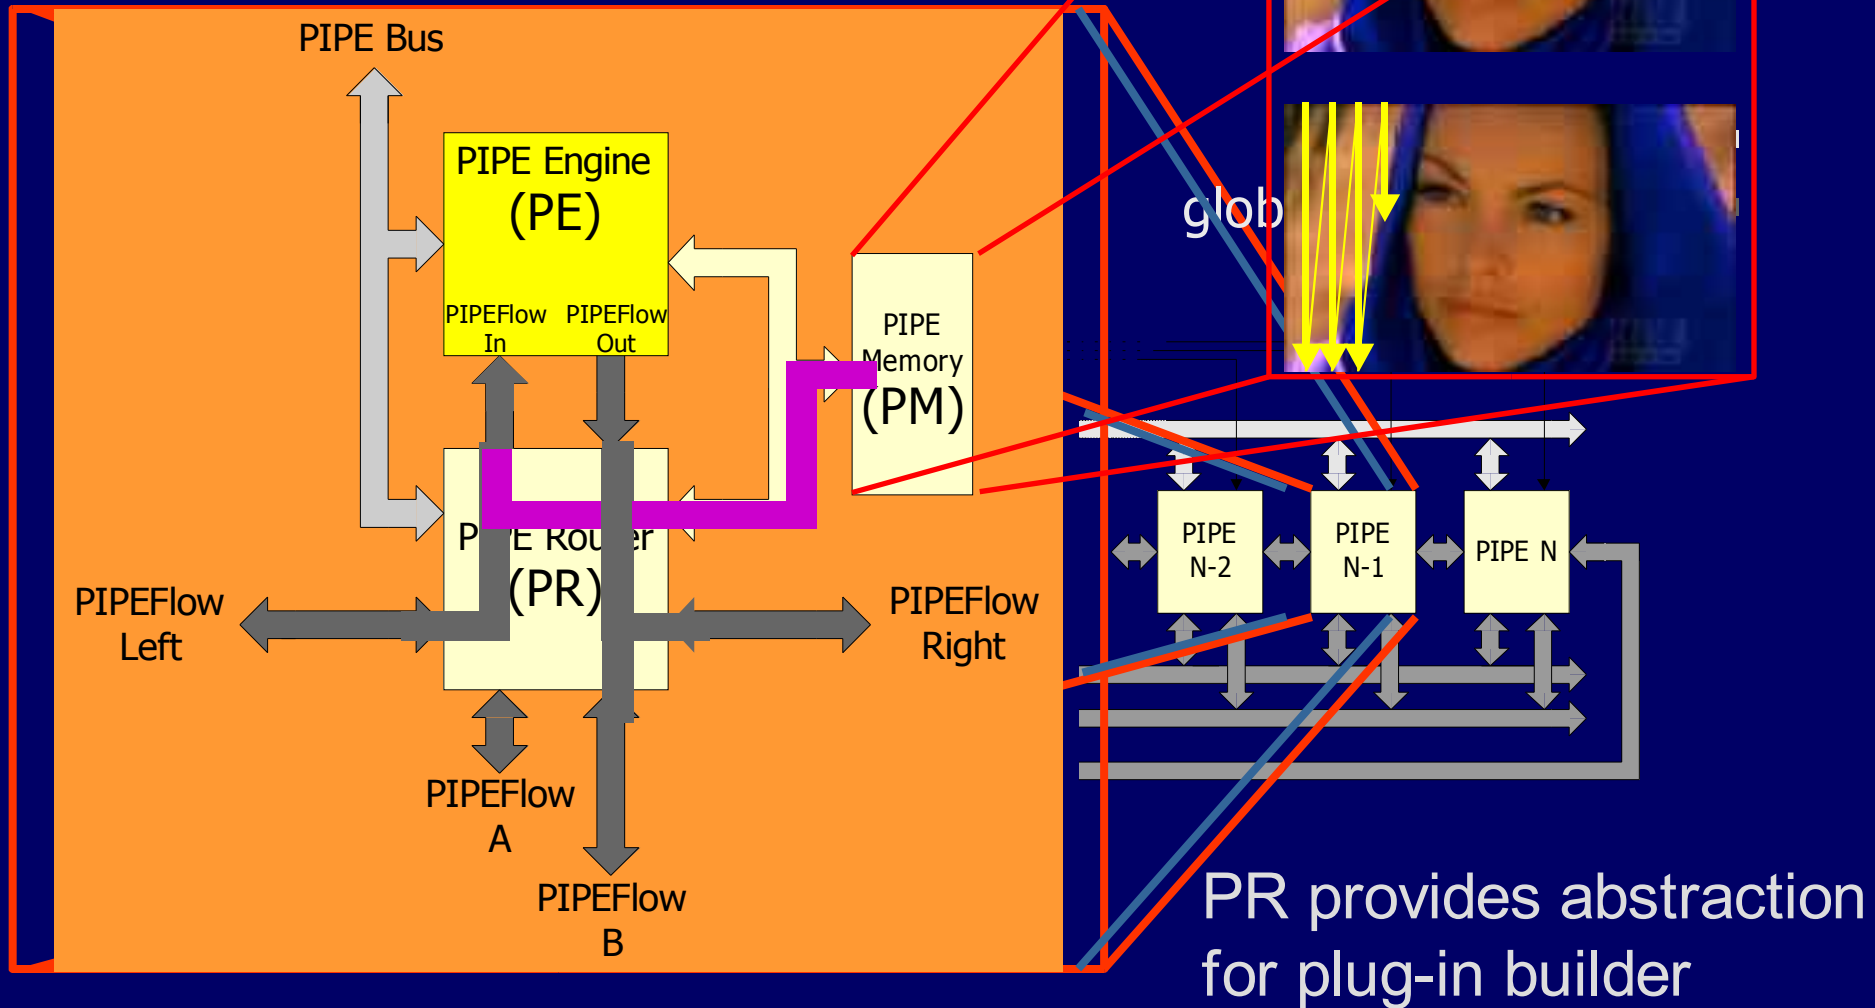 PIPE Bus
PIPE Engine
(PE)
PIPEFlow
In
PIPEFlow
Out
PIPE
Memory
(PM)
(PR)
PIPEFlow
Left
PIPEFlow
Right
PIPEFlow
A
PIPEFlow
B
glob
PIPE
N-2
PIPE
N-1
PIPE N
PR provides abstraction
for plug-in builder